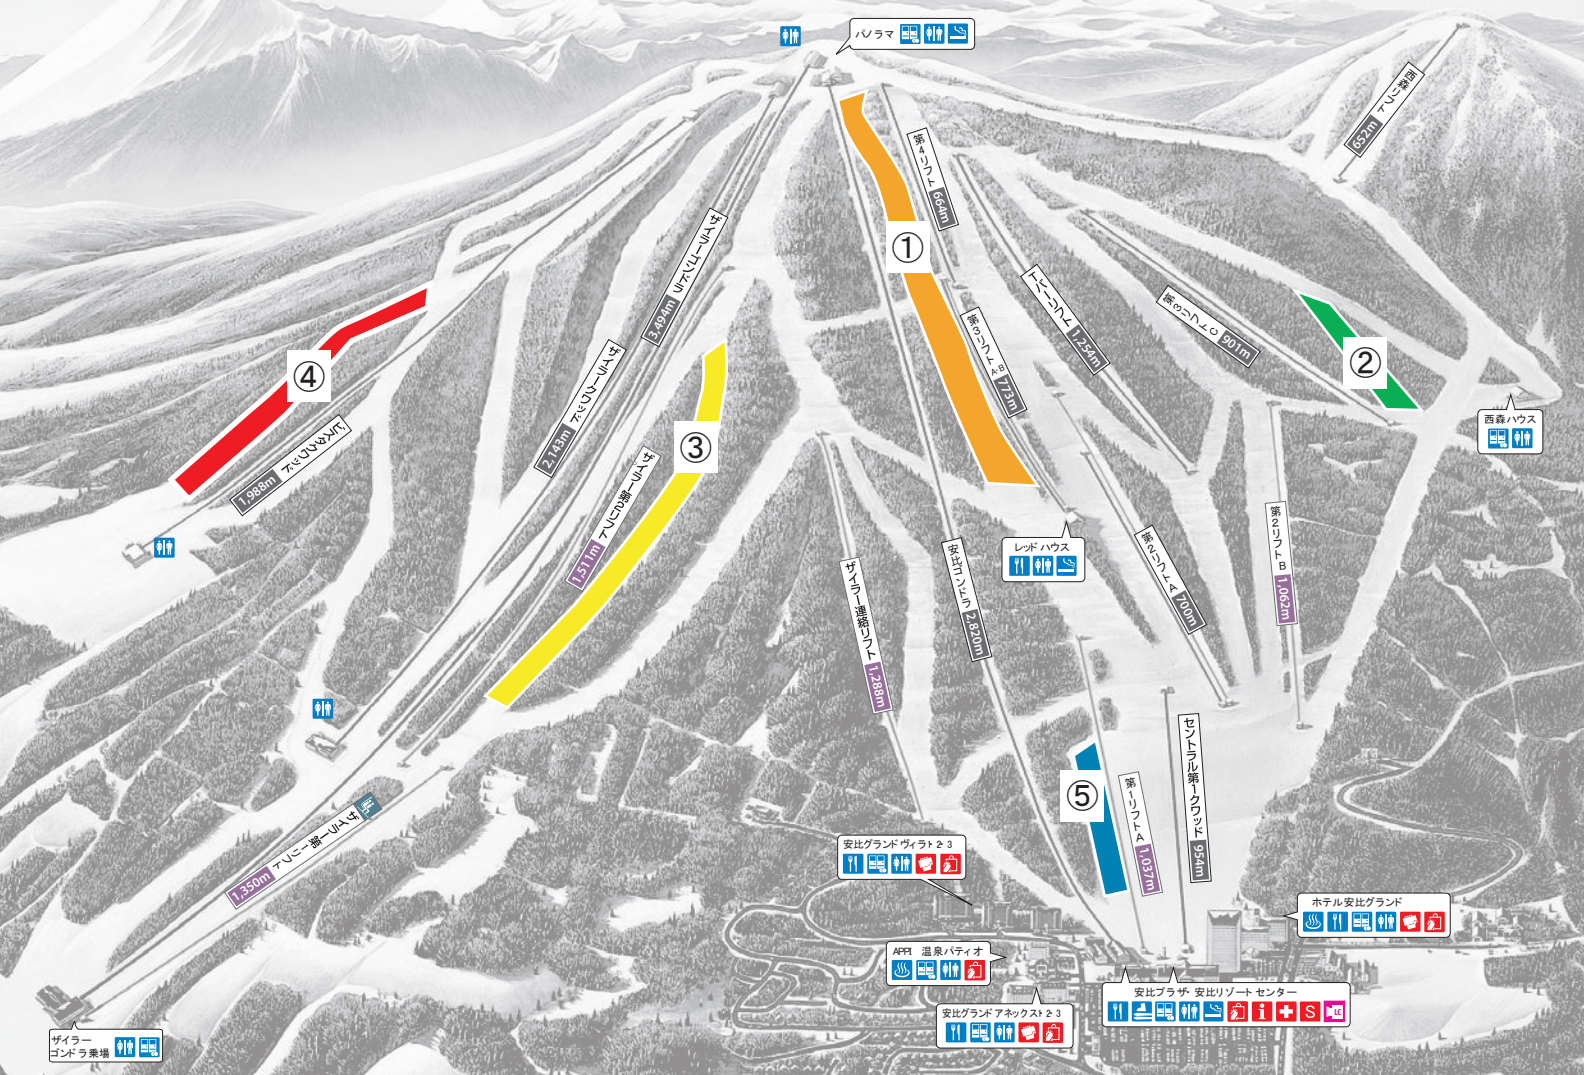 パノラマ
西森リフト
652m
第4リフト
664m
①
ザイラーゴンドラ
3,494m
Tバーリフト
1,254m
第3リフトC
901m
第3リフトA・B
773m
②
④
ザイラークワッド
2,143m
③
西森ハウス
ビスタクワッド
1,988m
ザイラー第2リフト
1,511m
レッドハウス
安比ゴンドラ
2,820m
第2リフトA
700m
第2リフトB
1,062m
ザイラー連絡リフト
1,288m
⑤
第1リフトA
1,037m
セントラル第1クワッド
954m
ザイラー第一リフト
1,350m
安比グランドヴィラ1・2・3
ホテル安比グランド
APPI 温泉パティオ
安比プラザ・安比リゾートセンター
S
LC
安比グランドアネックス1・2・3
ザイラー
ゴンドラ乗場